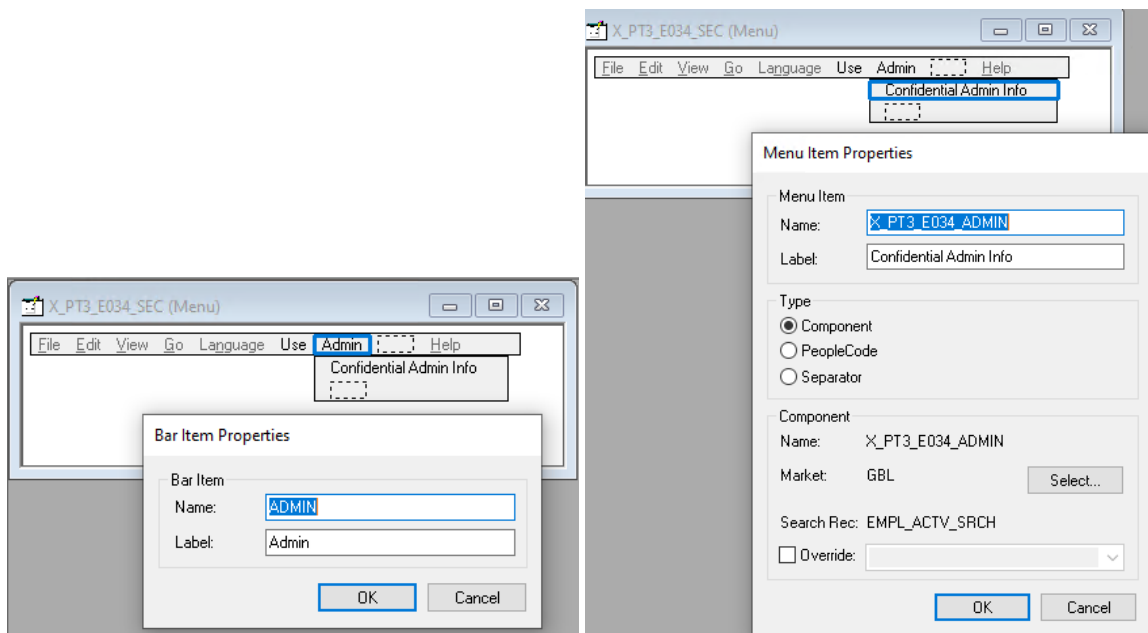 X_PT3_E034_SEC (Menu)
File Edit View Go Language Use Admin Help
Confidential Admin Info
Bar Item Properties
Bar Item
Name: ADMIN
Label: Admin
OK Cancel
X_PT3_E034_SEC (Menu)
File Edit View Go Language Use Admin Help
Confidential Admin Info
Menu Item Properties
Menu Item
Name: X_PT3_E034_ADMIN
Label: Confidential Admin Info
Type
Component
PeopleCode
Separator
Component
Name: X_PT3_E034_ADMIN
Market: GBL Select...
Search Rec: EMPL_ACTV_SRCH
Override:
OK Cancel